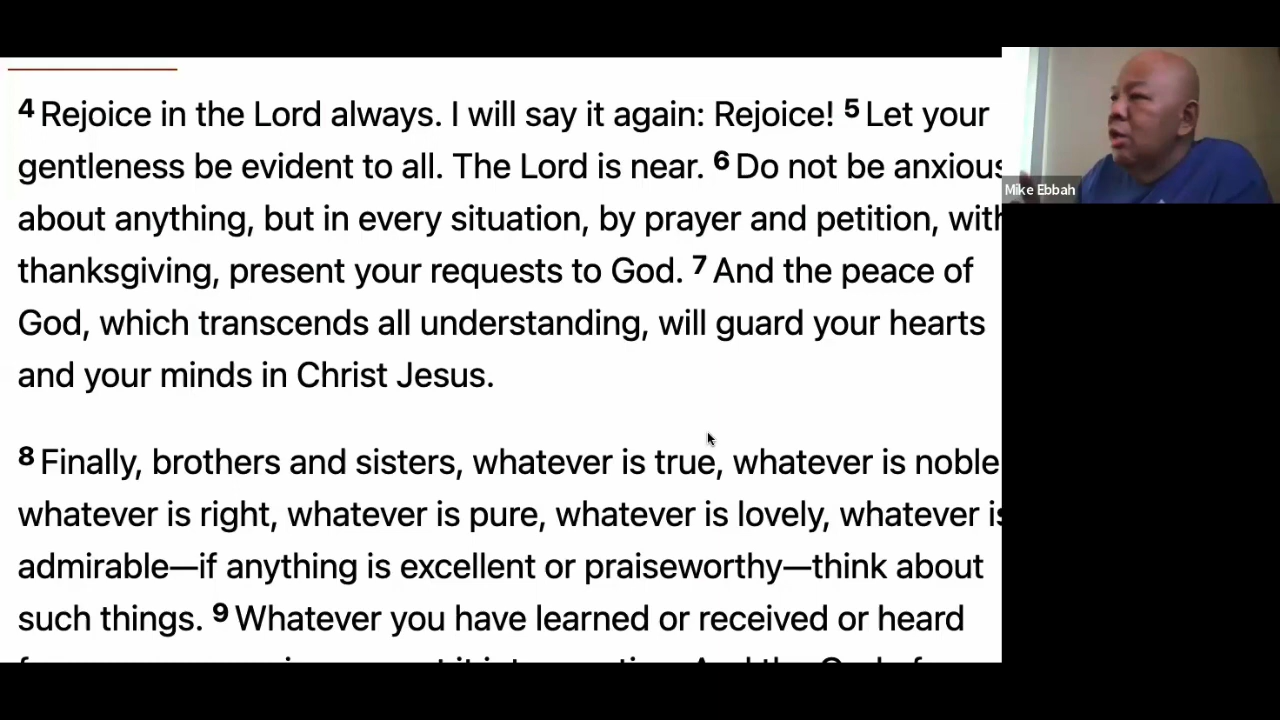 4 Rejoice in the Lord always. I will say it again: Rejoice! 5 Let your
gentleness be evident to all. The Lord is near. 6 Do not be anxious
about anything, but in every situation, by prayer and petition, with
thanksgiving, present your requests to God. 7 And the peace of
God, which transcends all understanding, will guard your hearts
and your minds in Christ Jesus.
8 Finally, brothers and sisters, whatever is true, whatever is noble
whatever is right, whatever is pure, whatever is lovely, whatever is
admirable—if anything is excellent or praiseworthy—think about
such things. 9 Whatever you have learned or received or heard
Mike Ebbah